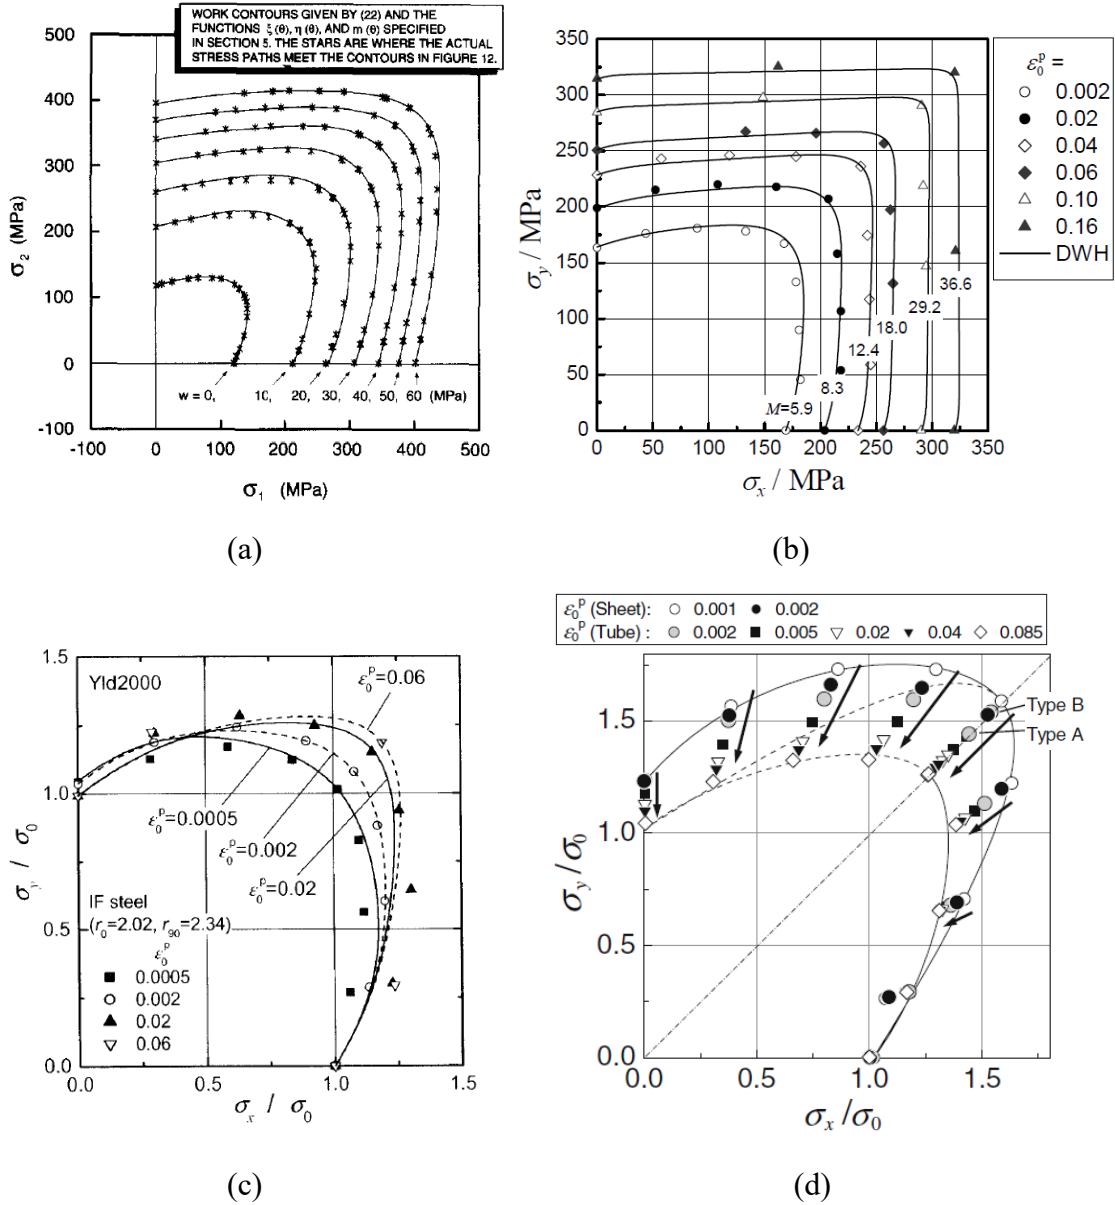 WORK CONTOURS GIVEN BY (22) AND THE
FUNCTIONS ξ (θ), η (θ), AND m (θ) SPECIFIED
IN SECTION 5. THE STARS ARE WHERE THE ACTUAL
STRESS PATHS MEET THE CONTOURS IN FIGURE 12.
500
400
300
200
100
0
-100
σ₂ (MPa)
w = 0, 10, 20, 30, 40, 50, 60 (MPa)
-100 0 100 200 300 400 500
σ₁ (MPa)
(a)
350
300
250
200
150
100
50
0
σy / MPa
36.6
29.2
18.0
12.4
8.3
M=5.9
0 50 100 150 200 250 300 350
σx / MPa
ε₀ᵖ =
0.002
0.02
0.04
0.06
0.10
0.16
DWH
(b)
1.5
1.0
0.5
0.0
σy / σ₀
Yld2000
ε₀ᵖ=0.06
ε₀ᵖ=0.0005
ε₀ᵖ=0.002
ε₀ᵖ=0.02
IF steel
(r₀=2.02, r₉₀=2.34)
ε₀ᵖ
0.0005
0.002
0.02
0.06
0.0 0.5 1.0 1.5
σx / σ₀
(c)
ε₀ᵖ (Sheet): 0.001 0.002
ε₀ᵖ (Tube) : 0.002 0.005 0.02 0.04 0.085
1.5
1.0
0.5
0.0
σy/σ₀
Type B
Type A
0.0 0.5 1.0 1.5
σx/σ₀
(d)